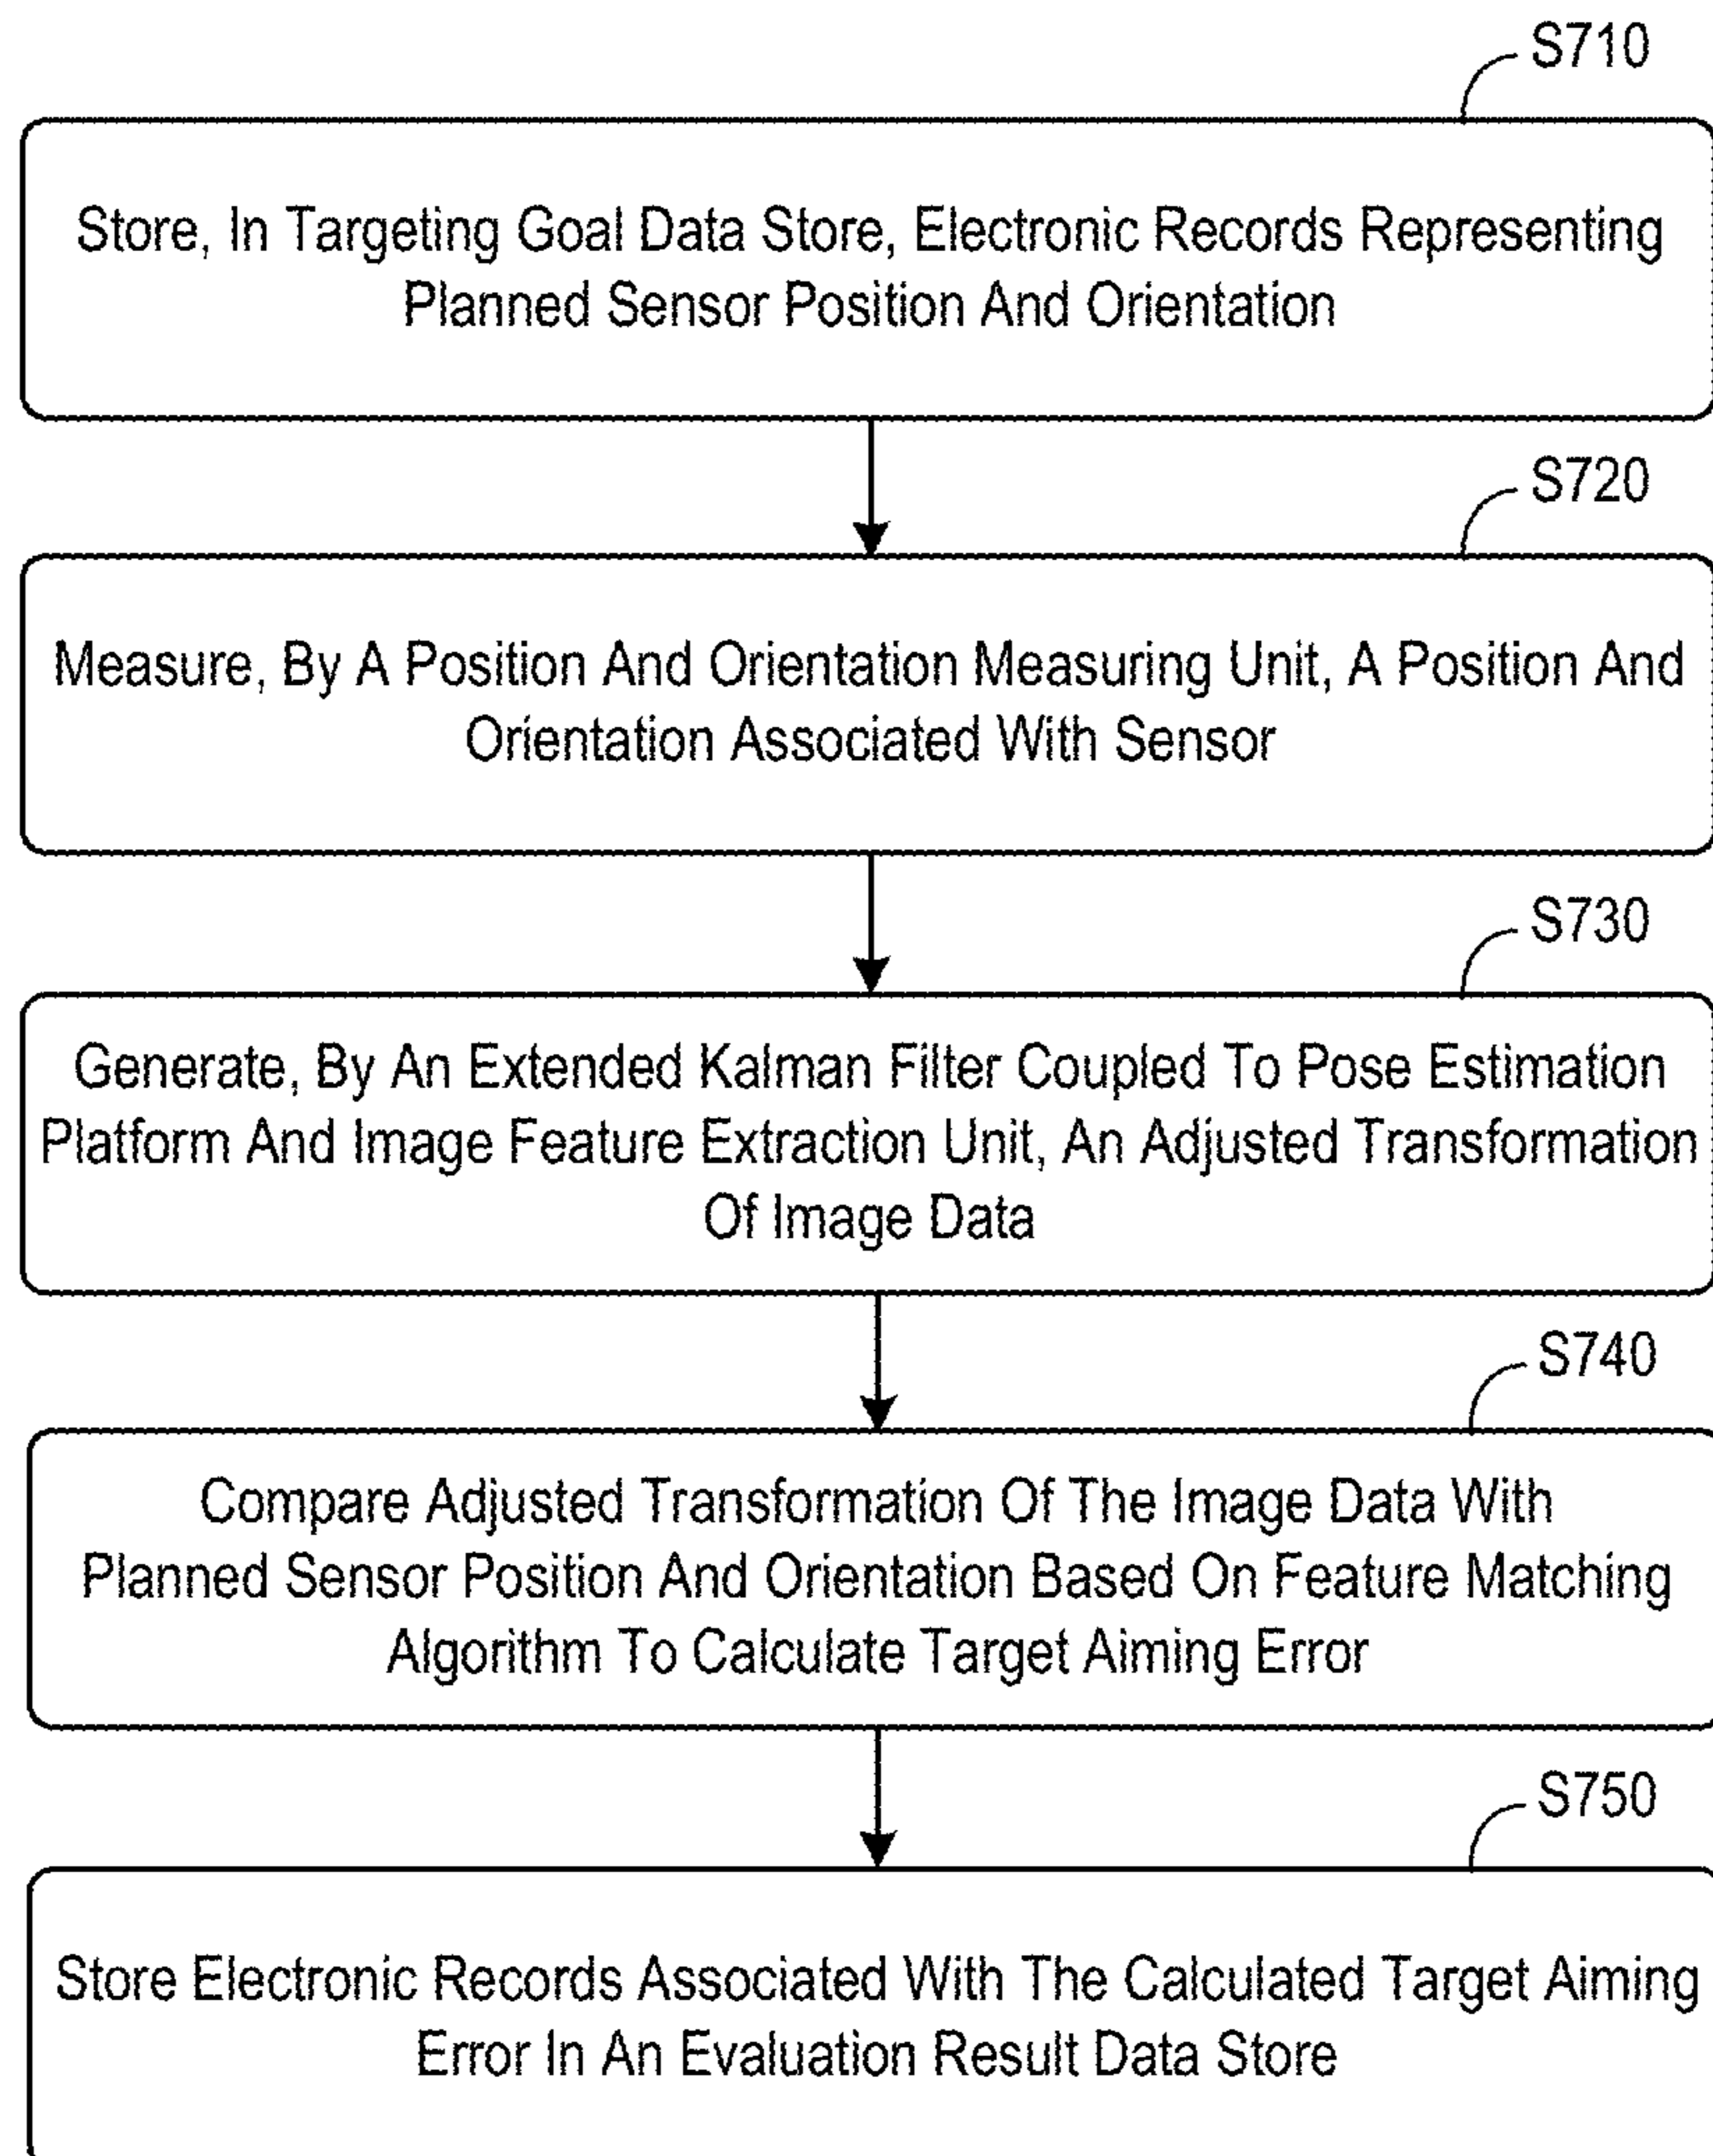 S710
Store, In Targeting Goal Data Store, Electronic Records Representing
Planned Sensor Position And Orientation
S720
Measure, By A Position And Orientation Measuring Unit, A Position And
Orientation Associated With Sensor
S730
Generate, By An Extended Kalman Filter Coupled To Pose Estimation
Platform And Image Feature Extraction Unit, An Adjusted Transformation
Of Image Data
S740
Compare Adjusted Transformation Of The Image Data With
Planned Sensor Position And Orientation Based On Feature Matching
Algorithm To Calculate Target Aiming Error
S750
Store Electronic Records Associated With The Calculated Target Aiming
Error In An Evaluation Result Data Store